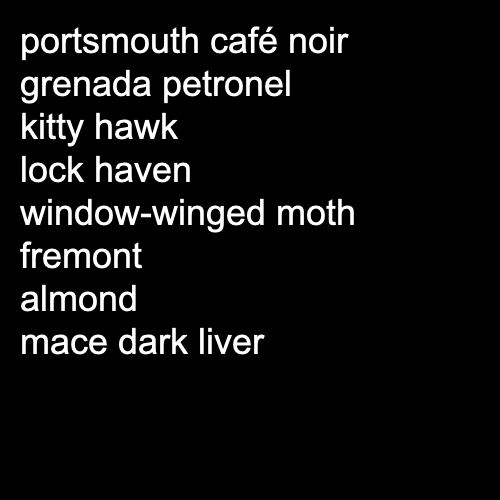 portsmouth café noir
grenada petronel
kitty hawk
lock haven
window-winged moth
fremont
almond
mace dark liver